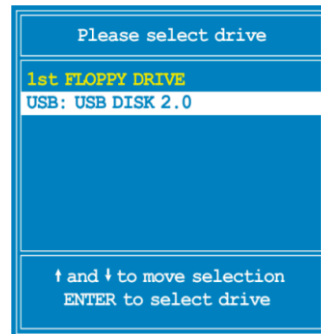 Please select drive
1st FLOPPY DRIVE
USB: USB DISK 2.0
↑ and ↓ to move selection
ENTER to select drive